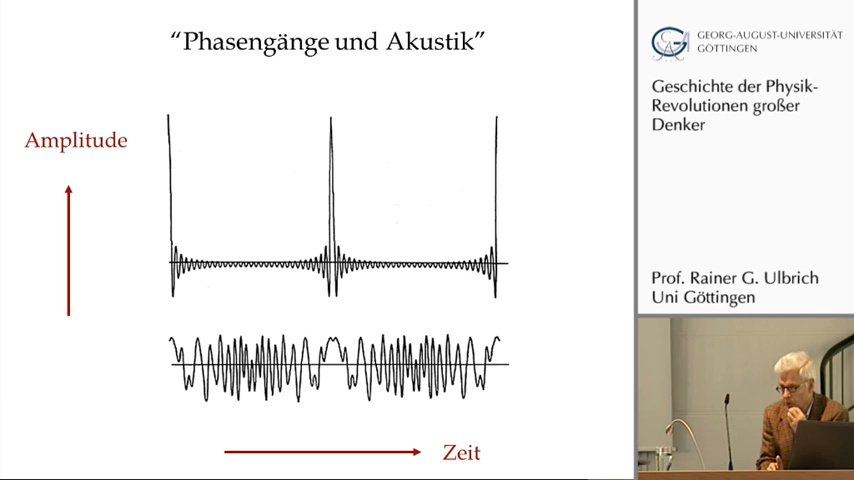 “Phasengänge und Akustik”
Amplitude
Zeit
GEORG-AUGUST-UNIVERSITÄT
GÖTTINGEN
Geschichte der Physik-
Revolutionen großer
Denker
Prof. Rainer G. Ulbrich
Uni Göttingen